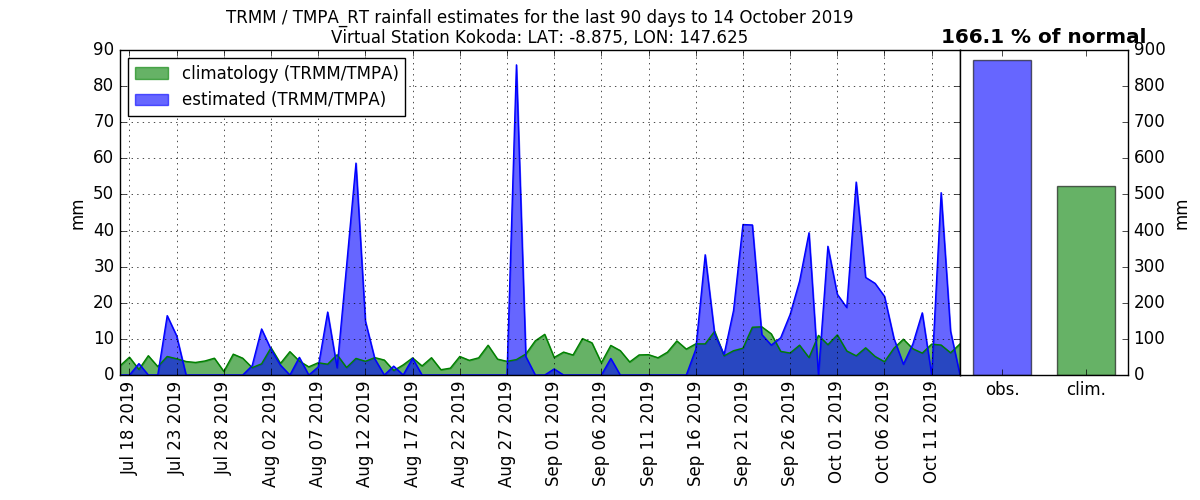 TRMM / TMPA_RT rainfall estimates for the last 90 days to 14 October 2019
Virtual Station Kokoda: LAT: -8.875, LON: 147.625
166.1 % of normal
climatology (TRMM/TMPA)
estimated (TRMM/TMPA)
mm
90
80
70
60
50
40
30
20
10
0
Jul 18 2019
Jul 23 2019
Jul 28 2019
Aug 02 2019
Aug 07 2019
Aug 12 2019
Aug 17 2019
Aug 22 2019
Aug 27 2019
Sep 01 2019
Sep 06 2019
Sep 11 2019
Sep 16 2019
Sep 21 2019
Sep 26 2019
Oct 01 2019
Oct 06 2019
Oct 11 2019
obs.
clim.
900
800
700
600
500
400
300
200
100
0
mm